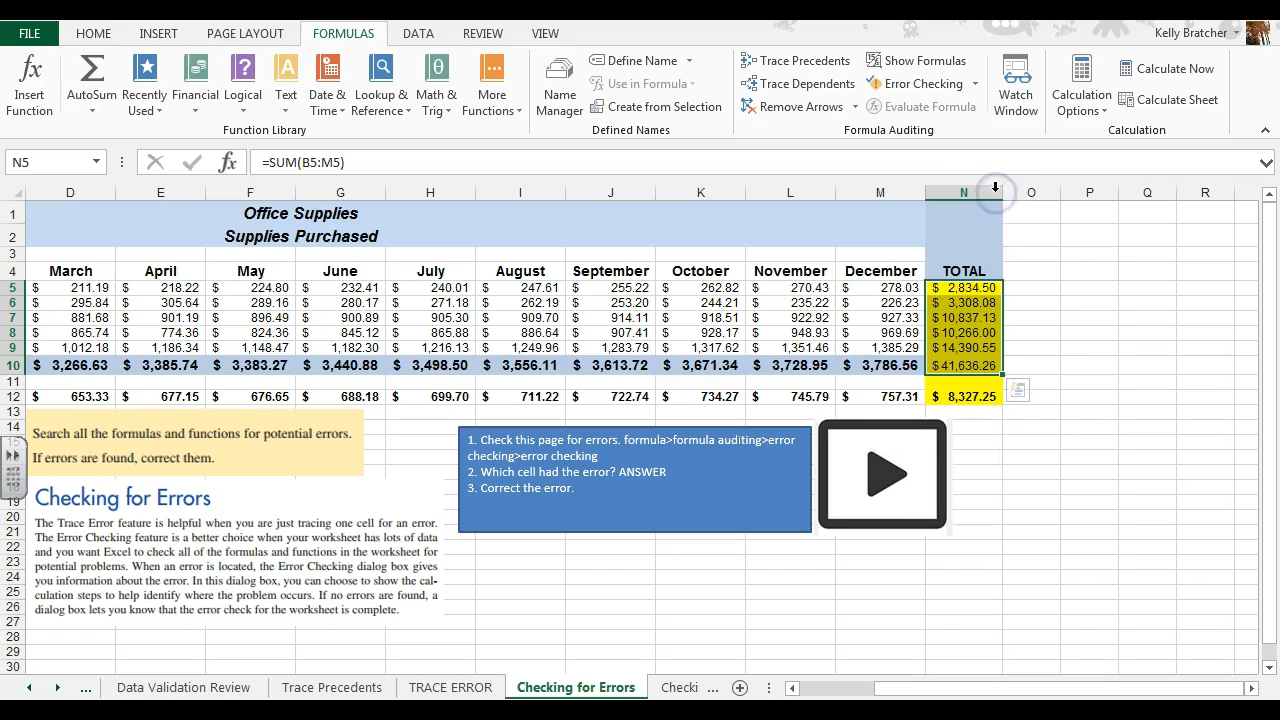 FILE HOME INSERT PAGE LAYOUT FORMULAS DATA REVIEW VIEW Kelly Bratcher
fx Insert Function
Σ AutoSum
Recently Used
Financial
Logical
Text
Date & Time
Lookup & Reference
Math & Trig
More Functions
Function Library
Name Manager
Define Name
Use in Formula
Create from Selection
Defined Names
Trace Precedents
Trace Dependents
Remove Arrows
Show Formulas
Error Checking
Evaluate Formula
Formula Auditing
Watch Window
Calculation Options
Calculate Now
Calculate Sheet
Calculation
N5 fx =SUM(B5:M5)
D E F G H I J K L M N O P Q R
1 Office Supplies
2 Supplies Purchased
3
4 March April May June July August September October November December TOTAL
5 $ 211.19 $ 218.22 $ 224.80 $ 232.41 $ 240.01 $ 247.61 $ 255.22 $ 262.82 $ 270.43 $ 278.03 $ 2,834.50
6 $ 295.84 $ 305.64 $ 289.16 $ 280.17 $ 271.18 $ 262.19 $ 253.20 $ 244.21 $ 235.22 $ 226.23 $ 3,308.08
7 $ 881.68 $ 901.19 $ 896.49 $ 900.89 $ 905.30 $ 909.70 $ 914.11 $ 918.51 $ 922.92 $ 927.33 $ 10,837.13
8 $ 865.74 $ 774.36 $ 824.36 $ 845.12 $ 865.88 $ 886.64 $ 907.41 $ 928.17 $ 948.93 $ 969.69 $ 10,266.00
9 $ 1,012.18 $ 1,186.34 $ 1,148.47 $ 1,182.30 $ 1,216.13 $ 1,249.96 $ 1,283.79 $ 1,317.62 $ 1,351.46 $ 1,385.29 $ 14,390.55
10 $ 3,266.63 $ 3,385.74 $ 3,383.27 $ 3,440.88 $ 3,498.50 $ 3,556.11 $ 3,613.72 $ 3,671.34 $ 3,728.95 $ 3,786.56 $ 41,636.26
11
12 $ 653.33 $ 677.15 $ 676.65 $ 688.18 $ 699.70 $ 711.22 $ 722.74 $ 734.27 $ 745.79 $ 757.31 $ 8,327.25
13
14
19
20
21
22
23
24
25
26
27
28
29
30
Search all the formulas and functions for potential errors.
If errors are found, correct them.
Checking for Errors
The Trace Error feature is helpful when you are just tracing one cell for an error.
The Error Checking feature is a better choice when your worksheet has lots of data
and you want Excel to check all of the formulas and functions in the worksheet for
potential problems. When an error is located, the Error Checking dialog box gives
you information about the error. In this dialog box, you can choose to show the cal-
culation steps to help identify where the problem occurs. If no errors are found, a
dialog box lets you know that the error check for the worksheet is complete.
1. Check this page for errors. formula>formula auditing>error
checking>error checking
2. Which cell had the error? ANSWER
3. Correct the error.
... Data Validation Review Trace Precedents TRACE ERROR Checking for Errors Checki ...